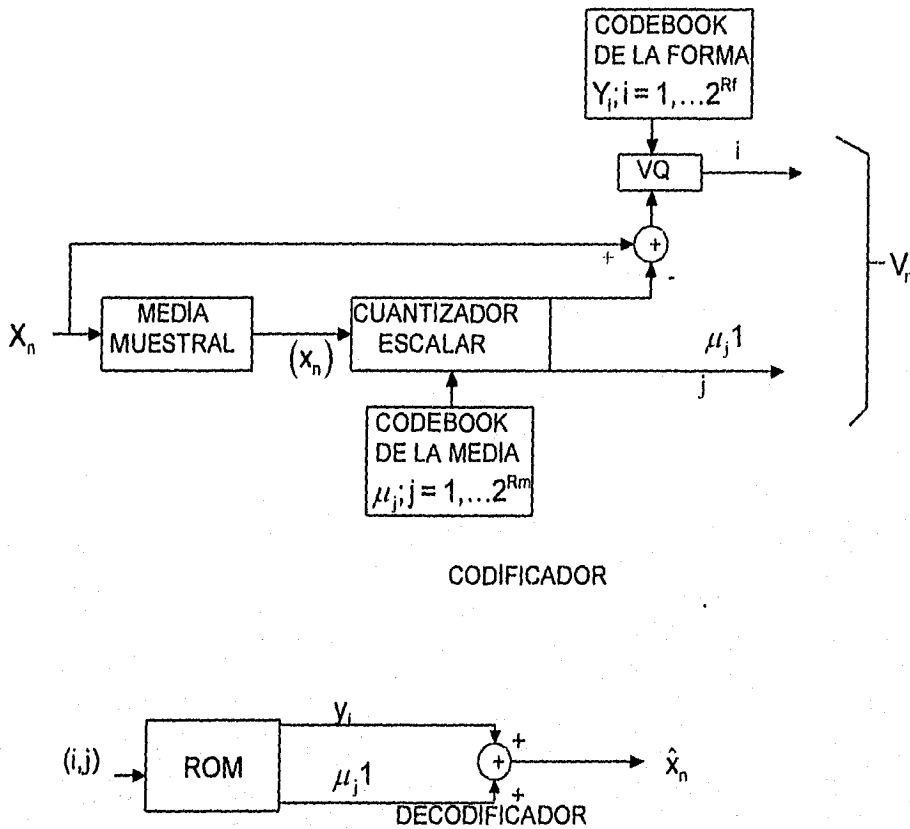 CODEBOOK
DE LA FORMA
Y_i; i = 1,...2^Rf
VQ
i
+
+
-
V_n
X_n
MEDIA
MUESTRAL
(x_n)
CUANTIZADOR
ESCALAR
μ_j1
j
CODEBOOK
DE LA MEDIA
μ_j; j = 1,...2^Rm
CODIFICADOR
(i,j)
ROM
y_i
μ_j1
+
+
+
x̂_n
DECODIFICADOR